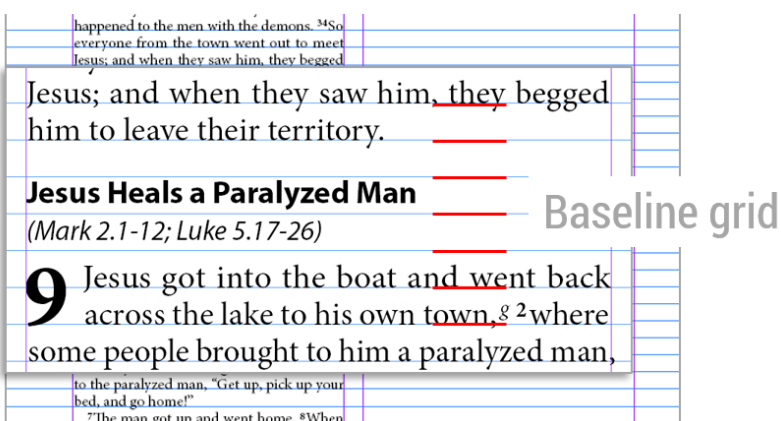 happened to the men with the demons. ³⁴So
everyone from the town went out to meet
Jesus; and when they saw him, they begged
Jesus; and when they saw him, they begged
him to leave their territory.
Jesus Heals a Paralyzed Man
(Mark 2.1-12; Luke 5.17-26)
9 Jesus got into the boat and went back
across the lake to his own town,ᵍ ²where
some people brought to him a paralyzed man,
Baseline grid
to the paralyzed man, “Get up, pick up your
bed, and go home!”
⁷The man got up and went home. ⁸When